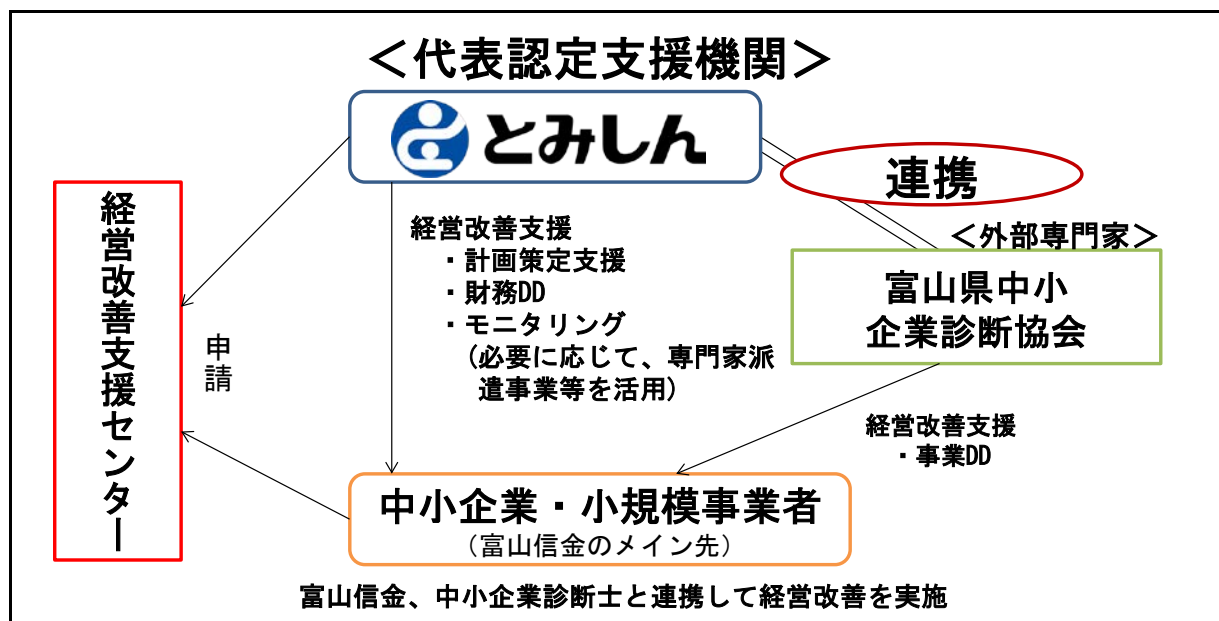 ＜代表認定支援機関＞
とみしん
連携
＜外部専門家＞
富山県中小
企業診断協会
経営改善支援センター
申請
経営改善支援
・計画策定支援
・財務DD
・モニタリング
（必要に応じて、専門家派
遣事業等を活用）
経営改善支援
・事業DD
中小企業・小規模事業者
（富山信金のメイン先）
富山信金、中小企業診断士と連携して経営改善を実施